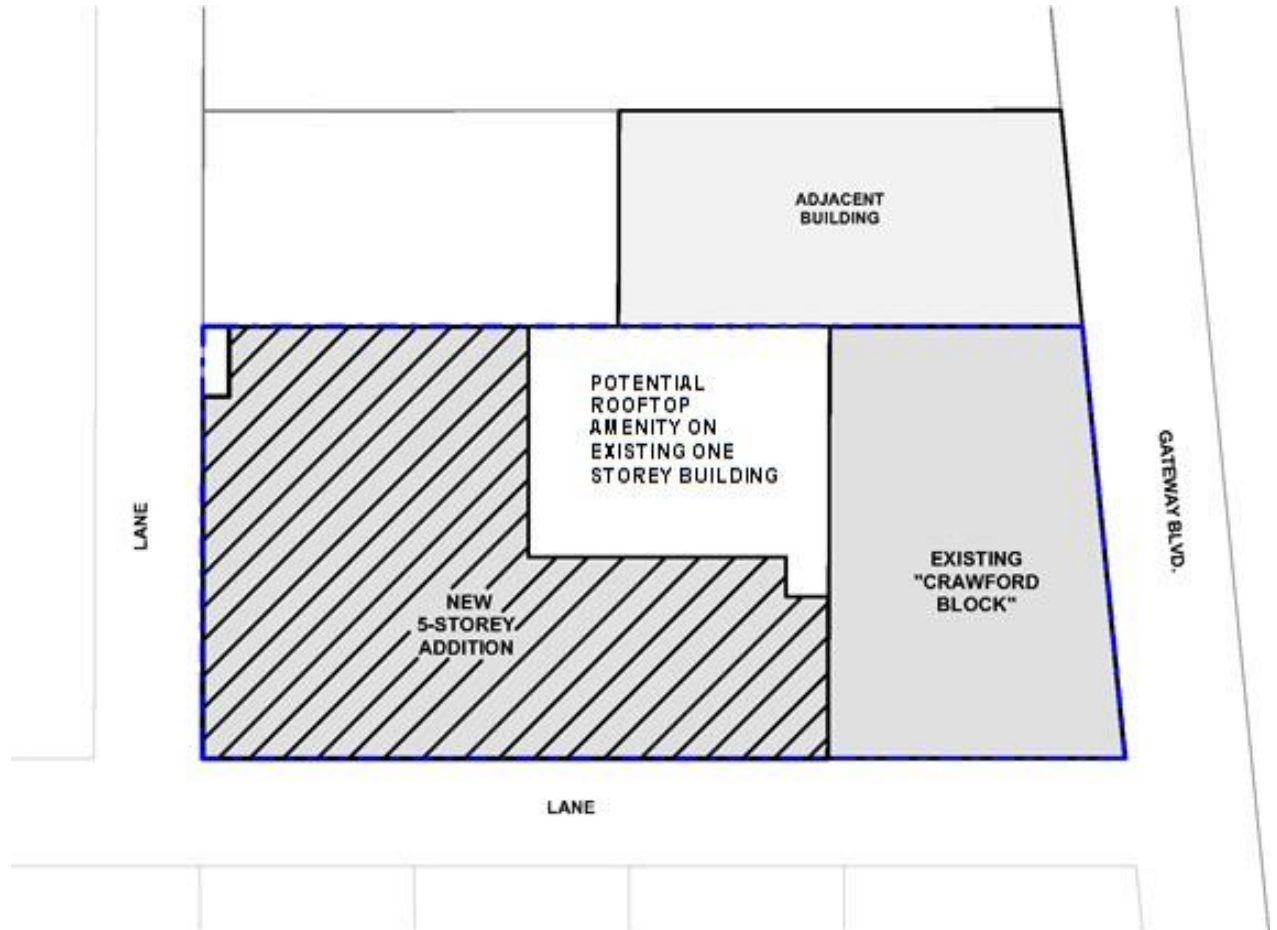 ADJACENT
BUILDING
POTENTIAL
ROOFTOP
AMENITY ON
EXISTING ONE
STOREY BUILDING
GATEWAY BLVD.
LANE
EXISTING
"CRAWFORD
BLOCK"
NEW
5-STOREY
ADDITION
LANE